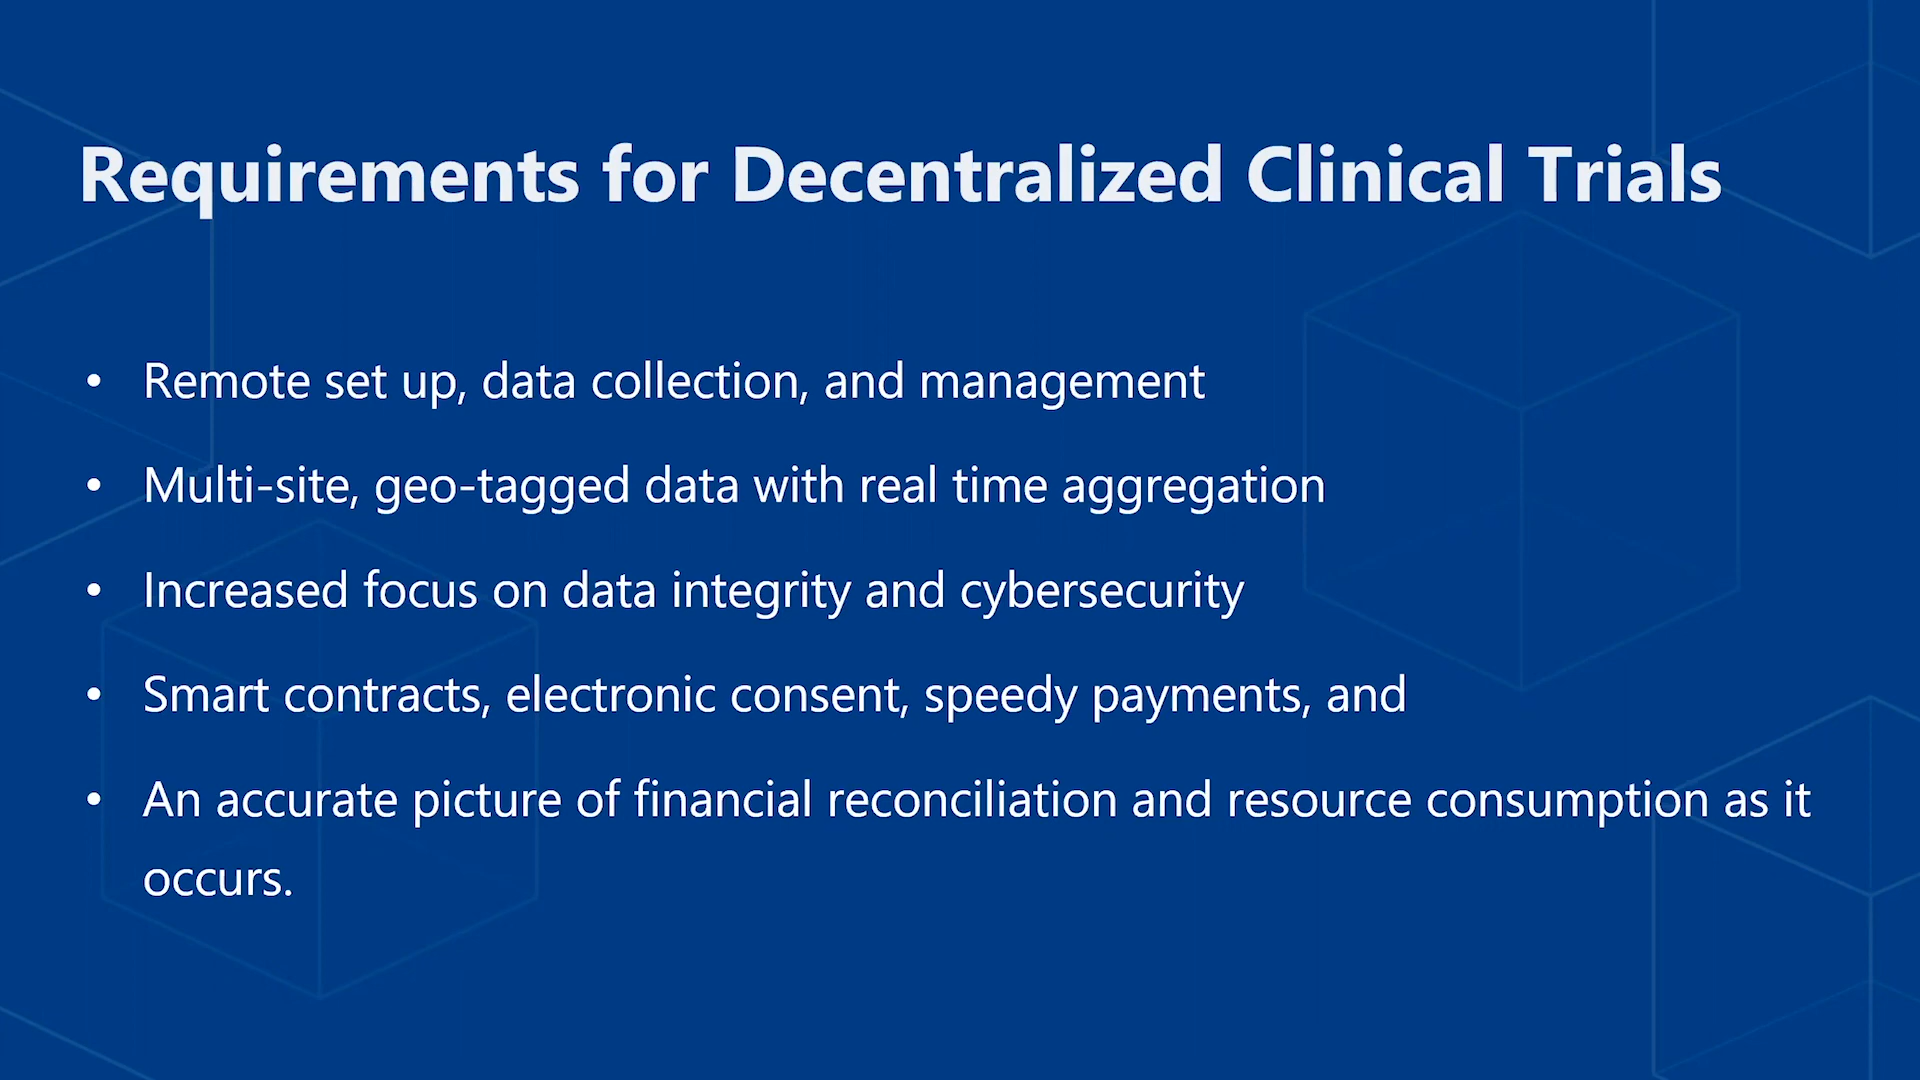 Requirements for Decentralized Clinical Trials
• Remote set up, data collection, and management
• Multi-site, geo-tagged data with real time aggregation
• Increased focus on data integrity and cybersecurity
• Smart contracts, electronic consent, speedy payments, and
• An accurate picture of financial reconciliation and resource consumption as it
occurs.